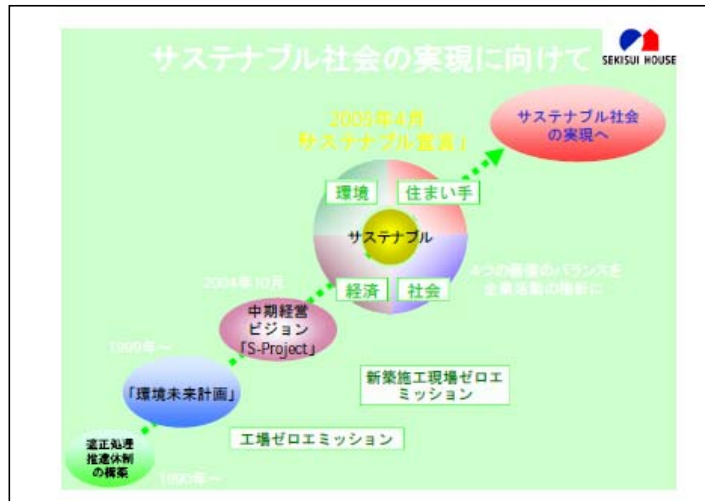 サステナブル社会の実現に向けて
SEKISUI HOUSE
2005年4月
「サステナブル宣言」
サステナブル社会
の実現へ
環境
住まい手
サステナブル
経済
社会
4つの価値のバランスを
企業活動の指針に
2004年10月
中期経営
ビジョン
「S-Project」
1999年～
「環境未来計画」
新築施工現場ゼロエ
ミッション
工場ゼロエミッション
適正処理
推進体制
の構築
1990年～